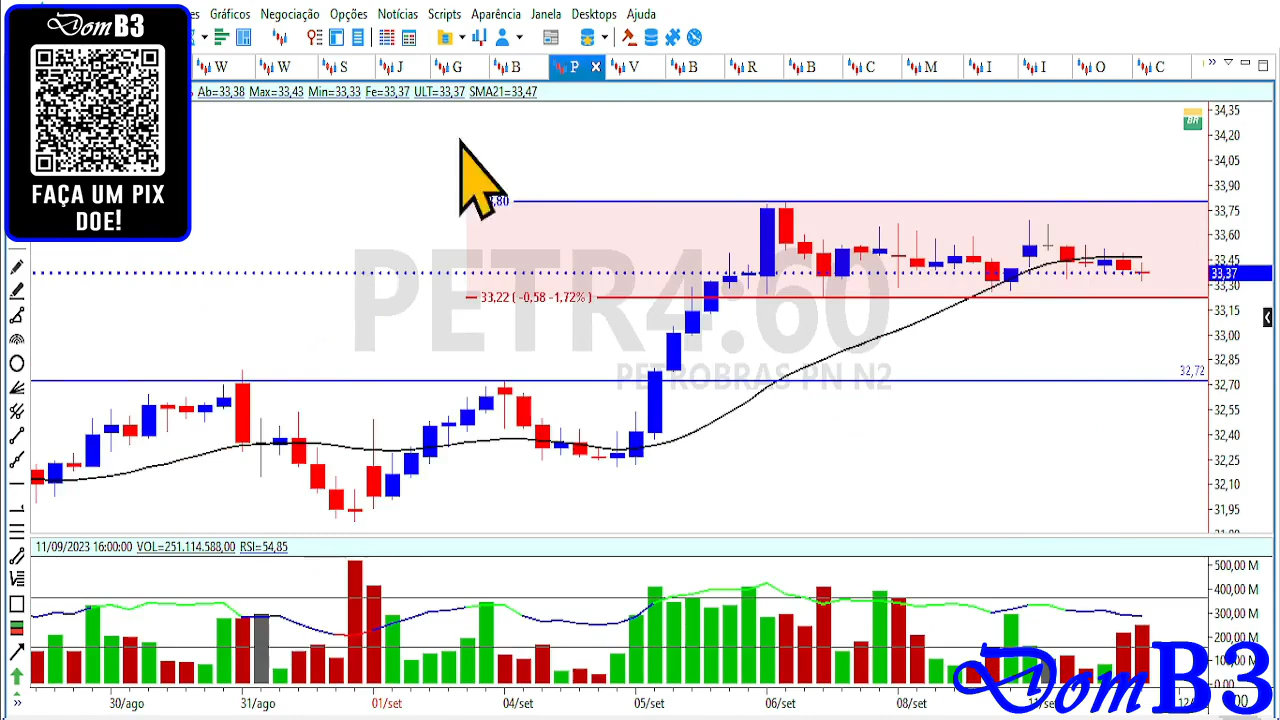 Dom B3
FAÇA UM PIX
DOE!
Gráficos Negociação Opções Notícias Scripts Aparência Janela Desktops Ajuda
W W S J G B P V B R B C M I I O C
Ab=33,38 Max=33,43 Min=33,33 Fe=33,37 ULT=33,37 SMA21=33,47
34,35
34,20
34,05
33,90
33,75
33,60
33,45
33,37
33,30
33,15
33,00
32,85
32,70
32,55
32,40
32,25
32,10
31,95
33,22 ( -0,58 -1,72% )
32,72
PETR4:60
PETROBRAS PN N2
BR
11/09/2023 16:00:00 VOL=251.114.588,00 RSI=54,85
500,00 M
400,00 M
300,00 M
200,00 M
30/ago 31/ago 01/set 04/set 05/set 06/set 08/set
Dom B3